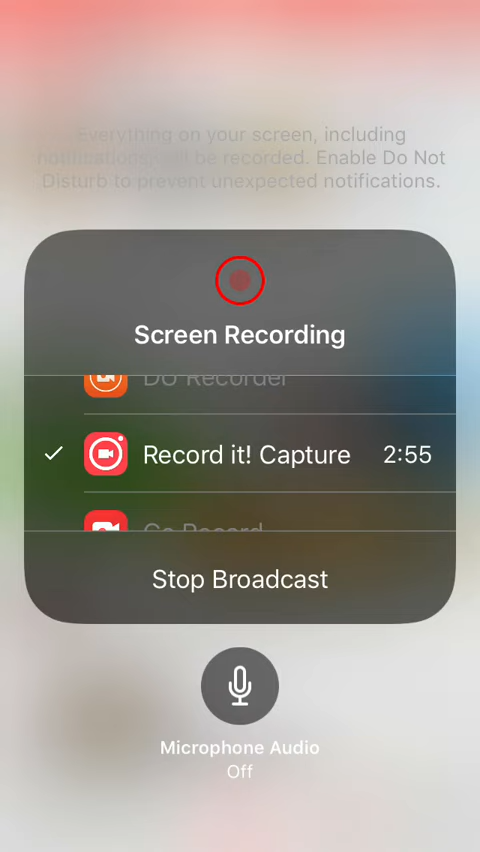 Everything on your screen, including
notifications, will be recorded. Enable Do Not
Disturb to prevent unexpected notifications.
Screen Recording
DU Recorder
Record it! Capture 2:55
Go Record
Stop Broadcast
Microphone Audio
Off